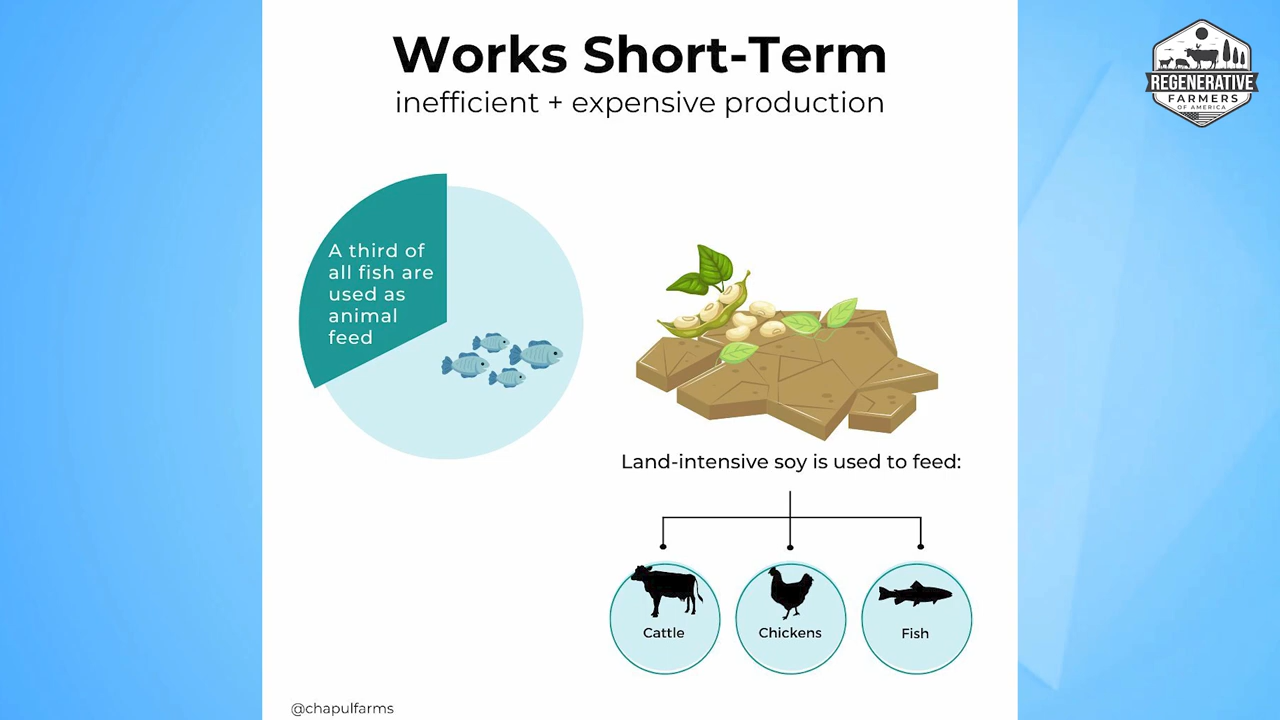 Works Short-Term
inefficient + expensive production
REGENERATIVE
FARMERS
OF AMERICA
A third of
all fish are
used as
animal
feed
Land-intensive soy is used to feed:
Cattle
Chickens
Fish
@chapulfarms